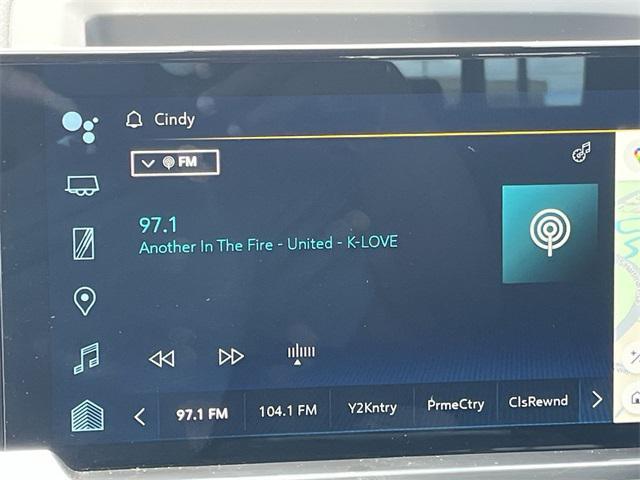 Cindy
FM
97.1
Another In The Fire - United - K-LOVE
97.1 FM
104.1 FM
Y2Kntry
PrmeCtry
ClsRewnd